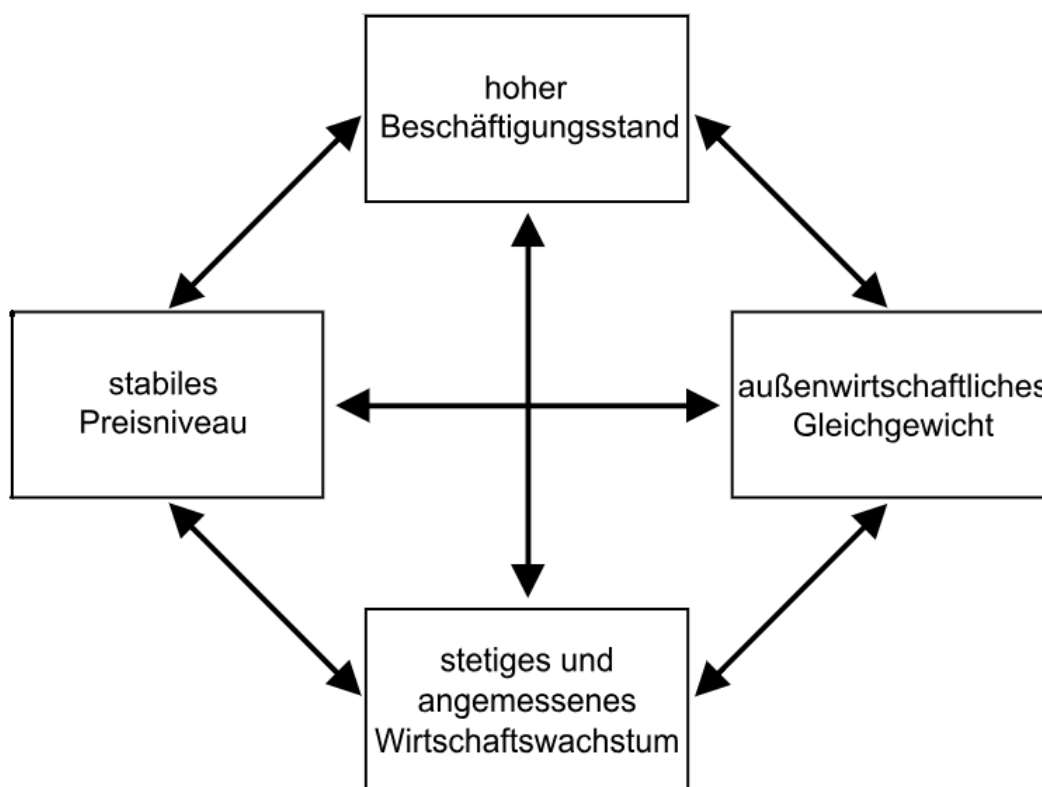 hoher
Beschäftigungsstand
stabiles
Preisniveau
außenwirtschaftliches
Gleichgewicht
stetiges und
angemessenes
Wirtschaftswachstum